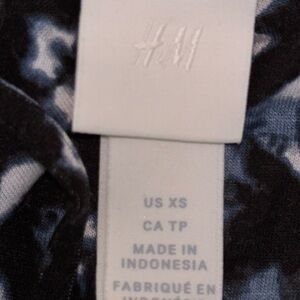 H&M
US XS
CA TP
MADE IN
INDONESIA
FABRIQUÉ EN